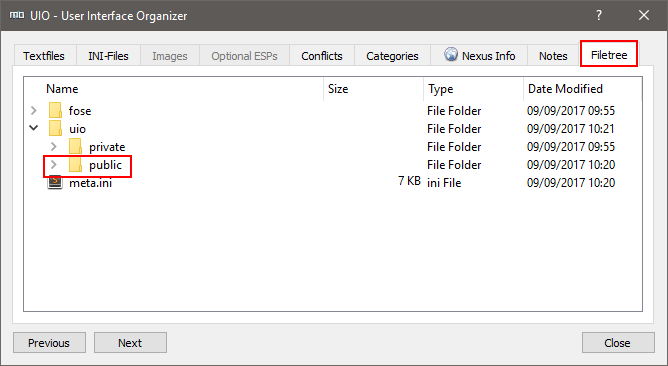 UIO - User Interface Organizer
Textfiles INI-Files Images Optional ESPs Conflicts Categories Nexus Info Notes Filetree
Name Size Type Date Modified
fose File Folder 09/09/2017 09:55
uio File Folder 09/09/2017 10:21
private File Folder 09/09/2017 09:55
public File Folder 09/09/2017 10:20
meta.ini 7 KB ini File 09/09/2017 10:20
Previous Next Close